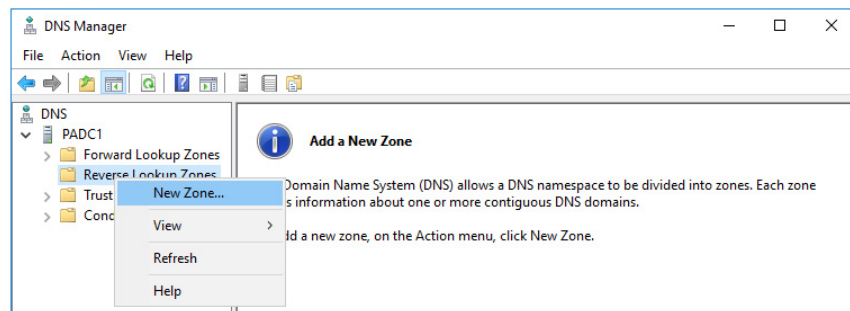 DNS Manager
File Action View Help
DNS
PADC1
Forward Lookup Zones
Reverse Lookup Zones
Trust
New Zone...
View
Refresh
Help
Add a New Zone
Domain Name System (DNS) allows a DNS namespace to be divided into zones. Each zone
information about one or more contiguous DNS domains.
a new zone, on the Action menu, click New Zone.